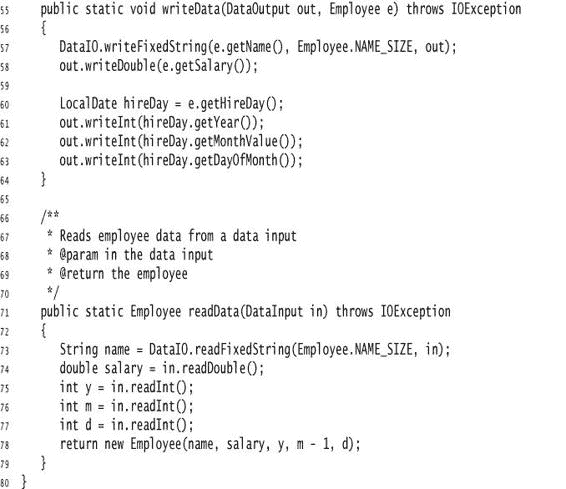 55    public static void writeData(DataOutput out, Employee e) throws IOException
56    {
57       DataIO.writeFixedString(e.getName(), Employee.NAME_SIZE, out);
58       out.writeDouble(e.getSalary());
59
60       LocalDate hireDay = e.getHireDay();
61       out.writeInt(hireDay.getYear());
62       out.writeInt(hireDay.getMonthValue());
63       out.writeInt(hireDay.getDayOfMonth());
64    }
65
66    /**
67     * Reads employee data from a data input
68     * @param in the data input
69     * @return the employee
70     */
71    public static Employee readData(DataInput in) throws IOException
72    {
73       String name = DataIO.readFixedString(Employee.NAME_SIZE, in);
74       double salary = in.readDouble();
75       int y = in.readInt();
76       int m = in.readInt();
77       int d = in.readInt();
78       return new Employee(name, salary, y, m - 1, d);
79    }
80 }